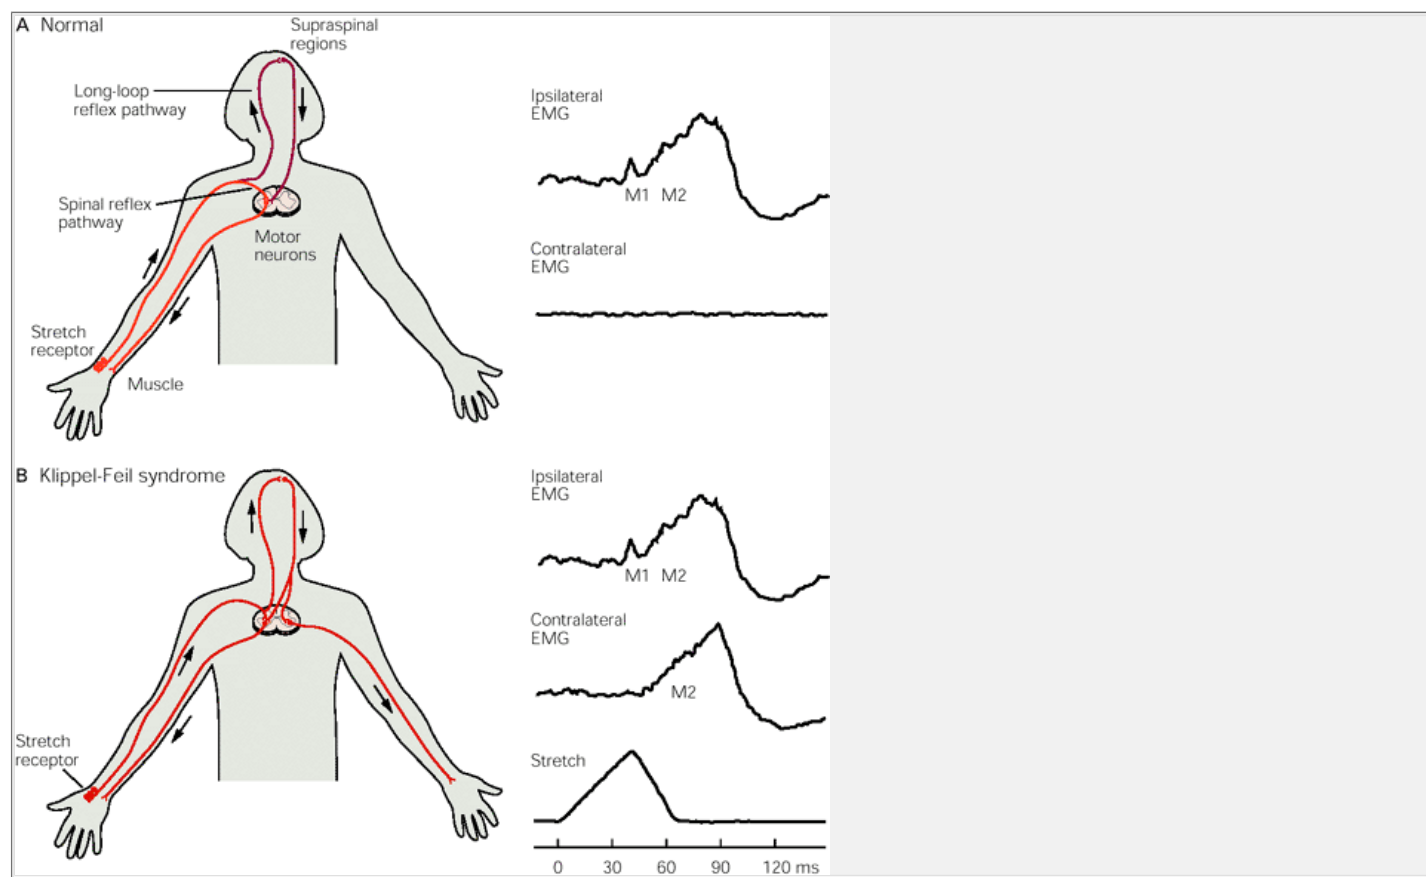 A Normal
Supraspinal
regions
Long-loop
reflex pathway
Spinal reflex
pathway
Motor
neurons
Stretch
receptor
Muscle
Ipsilateral
EMG
M1 M2
Contralateral
EMG
B Klippel-Feil syndrome
Stretch
receptor
Ipsilateral
EMG
M1 M2
Contralateral
EMG
M2
Stretch
0 30 60 90 120 ms